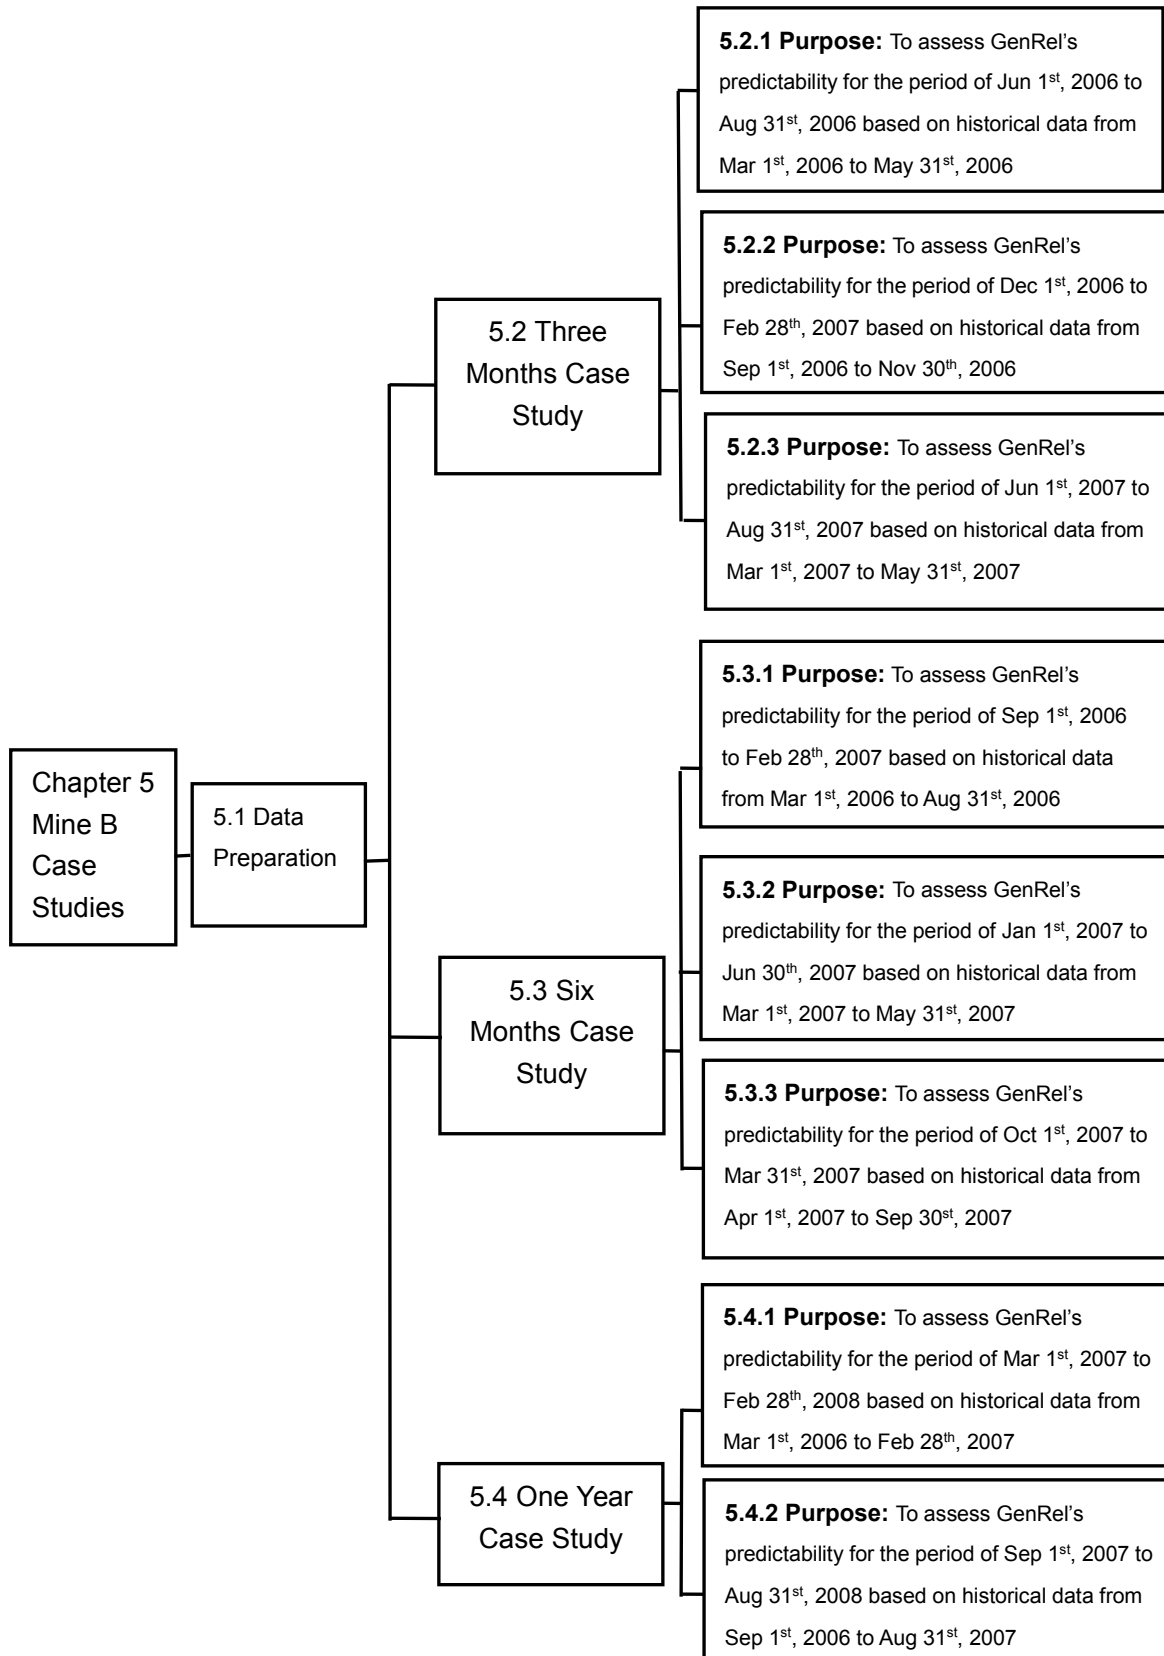 Chapter 5
Mine B
Case
Studies
5.1 Data
Preparation
5.2 Three
Months Case
Study
5.2.1 Purpose: To assess GenRel’s
predictability for the period of Jun 1st, 2006 to
Aug 31st, 2006 based on historical data from
Mar 1st, 2006 to May 31st, 2006
5.2.2 Purpose: To assess GenRel’s
predictability for the period of Dec 1st, 2006 to
Feb 28th, 2007 based on historical data from
Sep 1st, 2006 to Nov 30th, 2006
5.2.3 Purpose: To assess GenRel’s
predictability for the period of Jun 1st, 2007 to
Aug 31st, 2007 based on historical data from
Mar 1st, 2007 to May 31st, 2007
5.3 Six
Months Case
Study
5.3.1 Purpose: To assess GenRel’s
predictability for the period of Sep 1st, 2006
to Feb 28th, 2007 based on historical data
from Mar 1st, 2006 to Aug 31st, 2006
5.3.2 Purpose: To assess GenRel’s
predictability for the period of Jan 1st, 2007 to
Jun 30th, 2007 based on historical data from
Mar 1st, 2007 to May 31st, 2007
5.3.3 Purpose: To assess GenRel’s
predictability for the period of Oct 1st, 2007 to
Mar 31st, 2007 based on historical data from
Apr 1st, 2007 to Sep 30st, 2007
5.4 One Year
Case Study
5.4.1 Purpose: To assess GenRel’s
predictability for the period of Mar 1st, 2007 to
Feb 28th, 2008 based on historical data from
Mar 1st, 2006 to Feb 28th, 2007
5.4.2 Purpose: To assess GenRel’s
predictability for the period of Sep 1st, 2007 to
Aug 31st, 2008 based on historical data from
Sep 1st, 2006 to Aug 31st, 2007